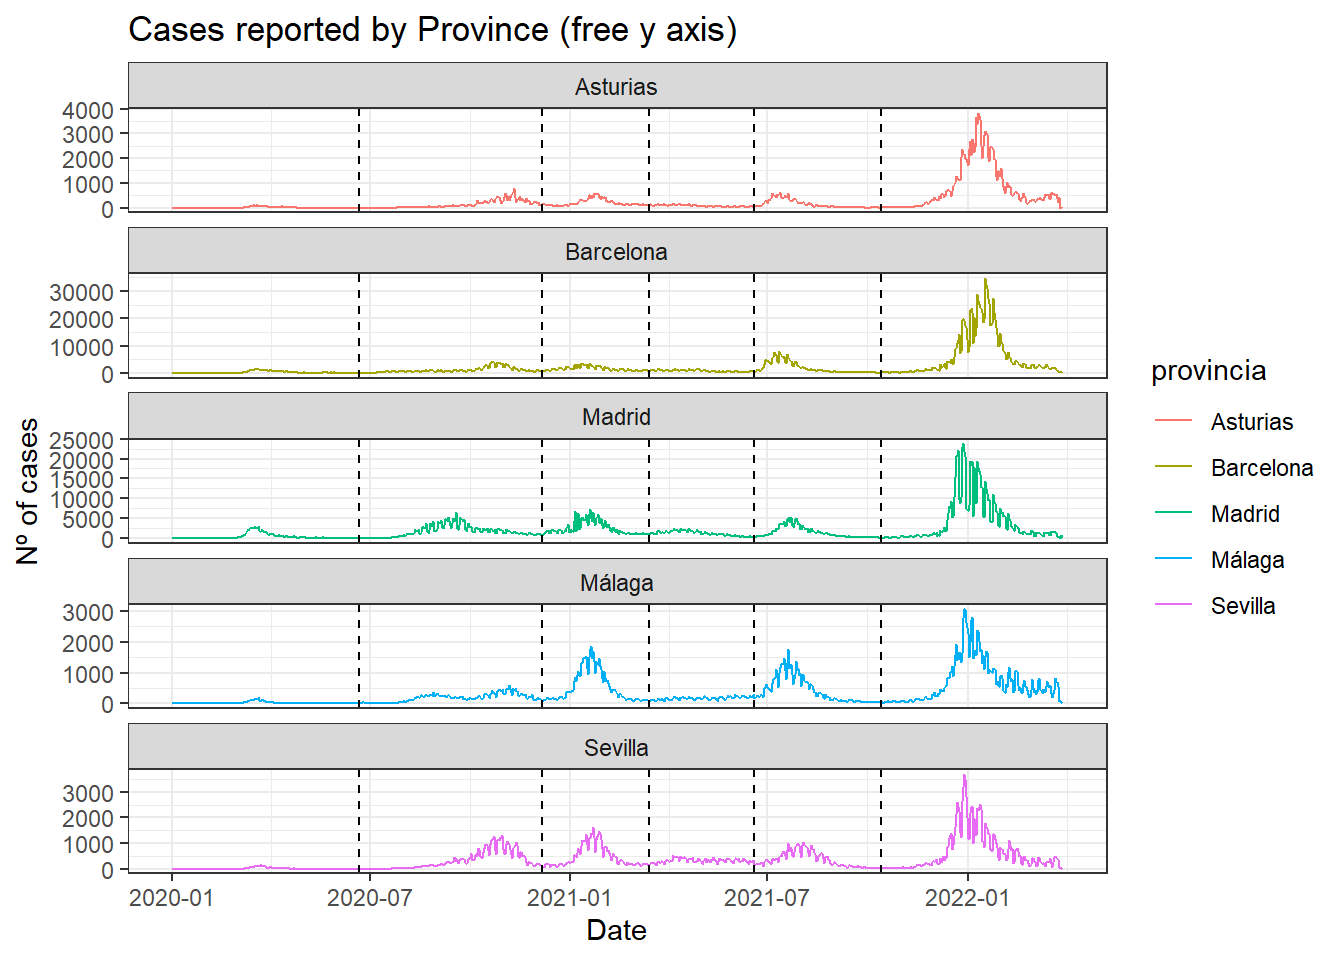 Cases reported by Province (free y axis)
Asturias
4000
3000
2000
1000
0
Barcelona
30000
20000
10000
0
Madrid
25000
20000
15000
10000
5000
0
Málaga
3000
2000
1000
0
Sevilla
3000
2000
1000
0
2020-01 2020-07 2021-01 2021-07 2022-01
Date
Nº of cases
provincia
Asturias
Barcelona
Madrid
Málaga
Sevilla